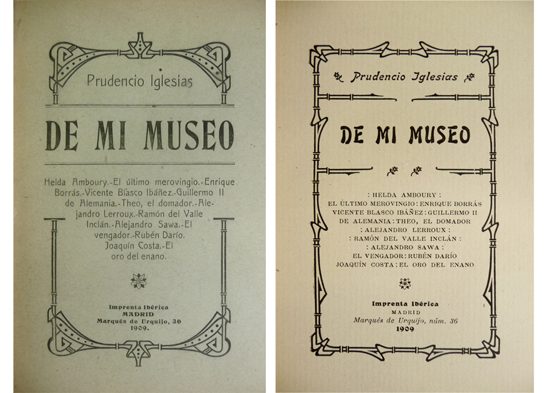 Prudencio Iglesias
DE MI MUSEO
Helda Amboury.-El último merovingio.-Enrique
Borrás.-Vicente Blasco Ibáñez.-Guillermo II
de Alemania.-Theo, el domador.-Ale-
jandro Lerroux.-Ramón del Valle
Inclán.-Alejandro Sawa.-El
vengador.-Rubén Darío.
Joaquín Costa.-El
oro del enano.
Imprenta Ibérica
MADRID
Marqués de Urquijo, 36
1909.
Prudencio Iglesias
DE MI MUSEO
: HELDA AMBOURY :
EL ÚLTIMO MEROVINGIO : ENRIQUE BORRÁS
VICENTE BLASCO IBÁÑEZ : GUILLERMO II
DE ALEMANIA : THEO, EL DOMADOR
: ALEJANDRO LERROUX :
: RAMÓN DEL VALLE INCLÁN :
: ALEJANDRO SAWA :
EL VENGADOR : RUBÉN DARÍO
JOAQUÍN COSTA : EL ORO DEL ENANO
Imprenta Ibérica
MADRID
Marqués de Urquijo, núm. 36
1909